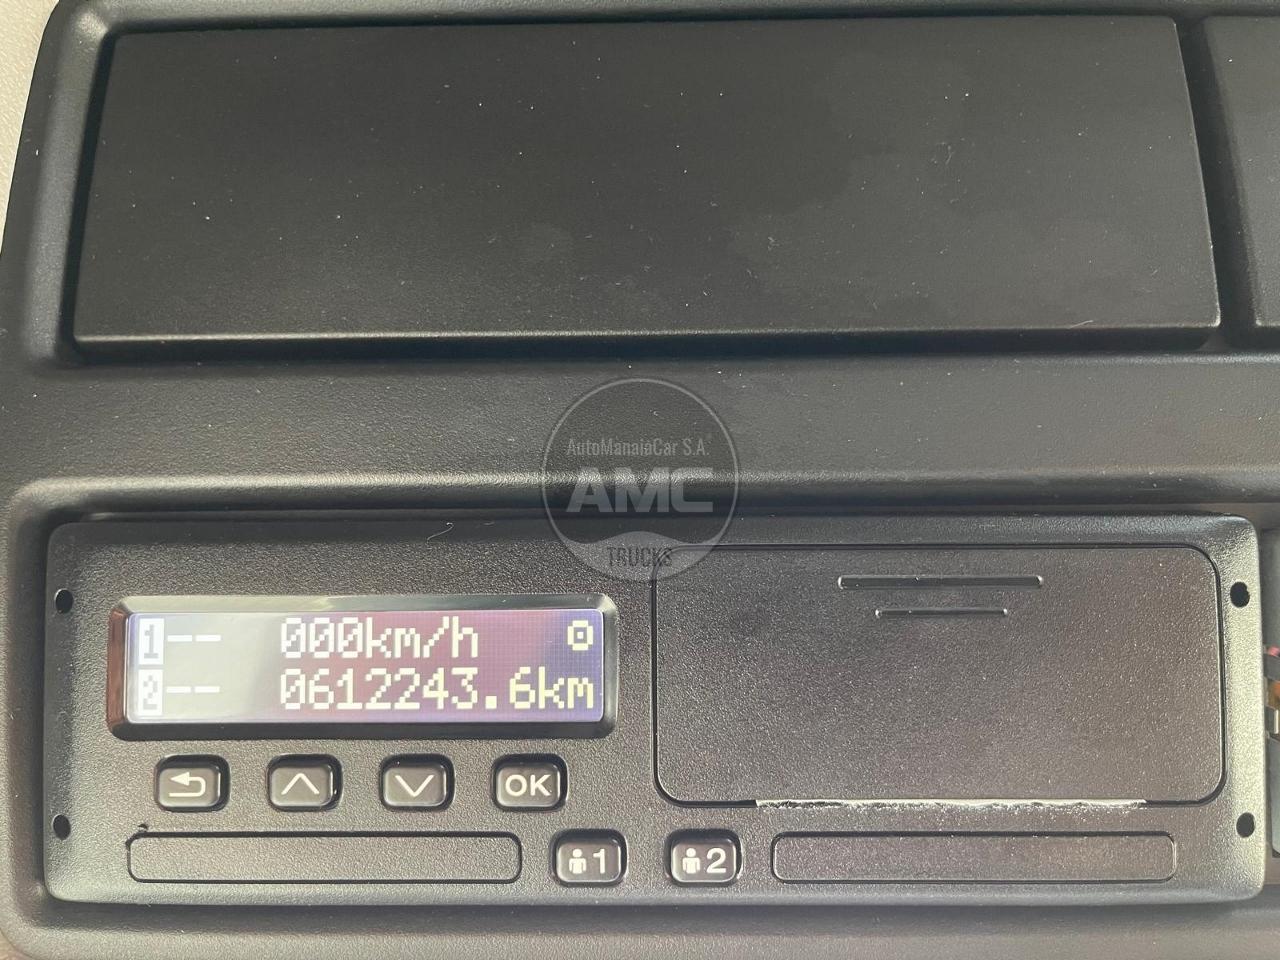 AutoManaiaCar S.A.
AMC
TRUCKS
1-- 000km/h
2-- 0612243.6km
OK
1
2